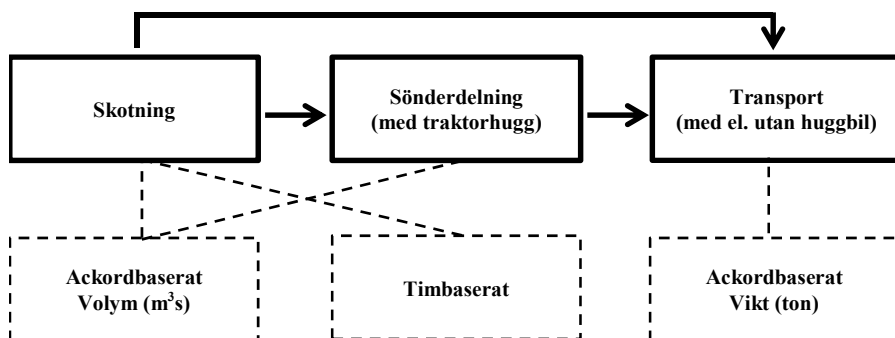 Skotning
Sönderdelning
(med traktorhugg)
Transport
(med el. utan huggbil)
Ackordbaserat
Volym (m³s)
Timbaserat
Ackordbaserat
Vikt (ton)